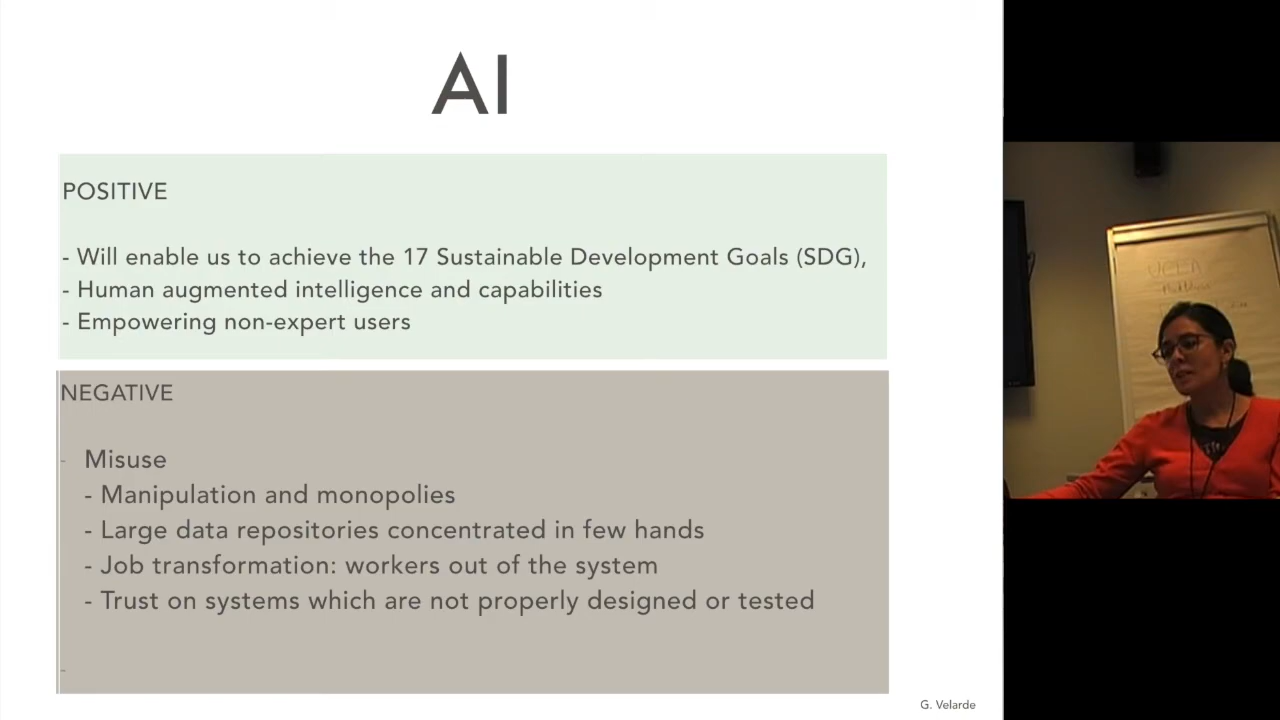 AI
POSITIVE
- Will enable us to achieve the 17 Sustainable Development Goals (SDG),
- Human augmented intelligence and capabilities
- Empowering non-expert users
NEGATIVE
- Misuse
- Manipulation and monopolies
- Large data repositories concentrated in few hands
- Job transformation: workers out of the system
- Trust on systems which are not properly designed or tested
-
G. Velarde